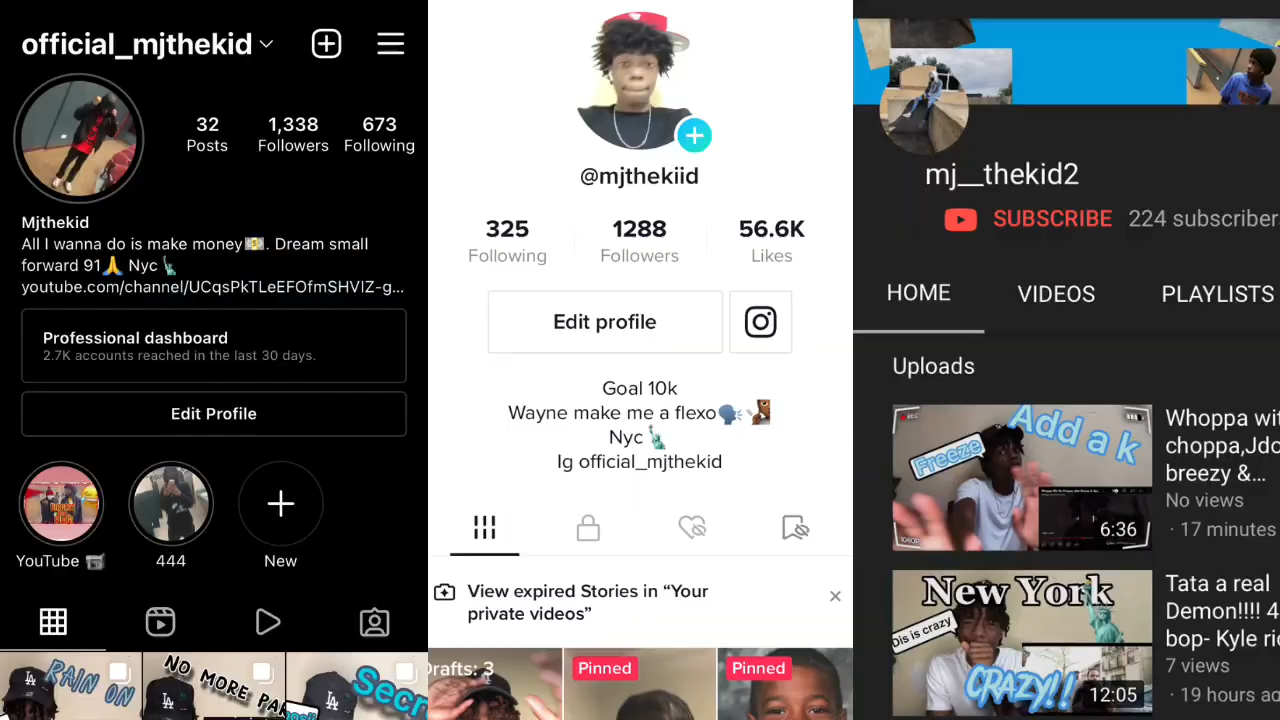 official_mjthekid
32
Posts
1,338
Followers
673
Following
Mjthekid
All I wanna do is make money💵. Dream small
forward 91🙏 Nyc🗽
youtube.com/channel/UCqsPkTLeEFOfmSHVIZ-g...
Professional dashboard
2.7K accounts reached in the last 30 days.
Edit Profile
YouTube 📹
444
New
RAIN ON
NO MORE PA
Secr
@mjthekiid
325
Following
1288
Followers
56.6K
Likes
Edit profile
Goal 10k
Wayne make me a flexo
Nyc🗽
Ig official_mjthekid
View expired Stories in “Your
private videos”
Drafts: 3
Pinned
Pinned
mj__thekid2
SUBSCRIBE
224 subscriber
HOME
VIDEOS
PLAYLISTS
Uploads
Add a k
Freeze
6:36
Whoppa wit
choppa,Jdo
breezy &...
No views
· 17 minutes
New York
Dis is crazy
CRAZY!!
12:05
Tata a real
Demon!!!! 4
bop- Kyle ri
7 views
· 19 hours ag